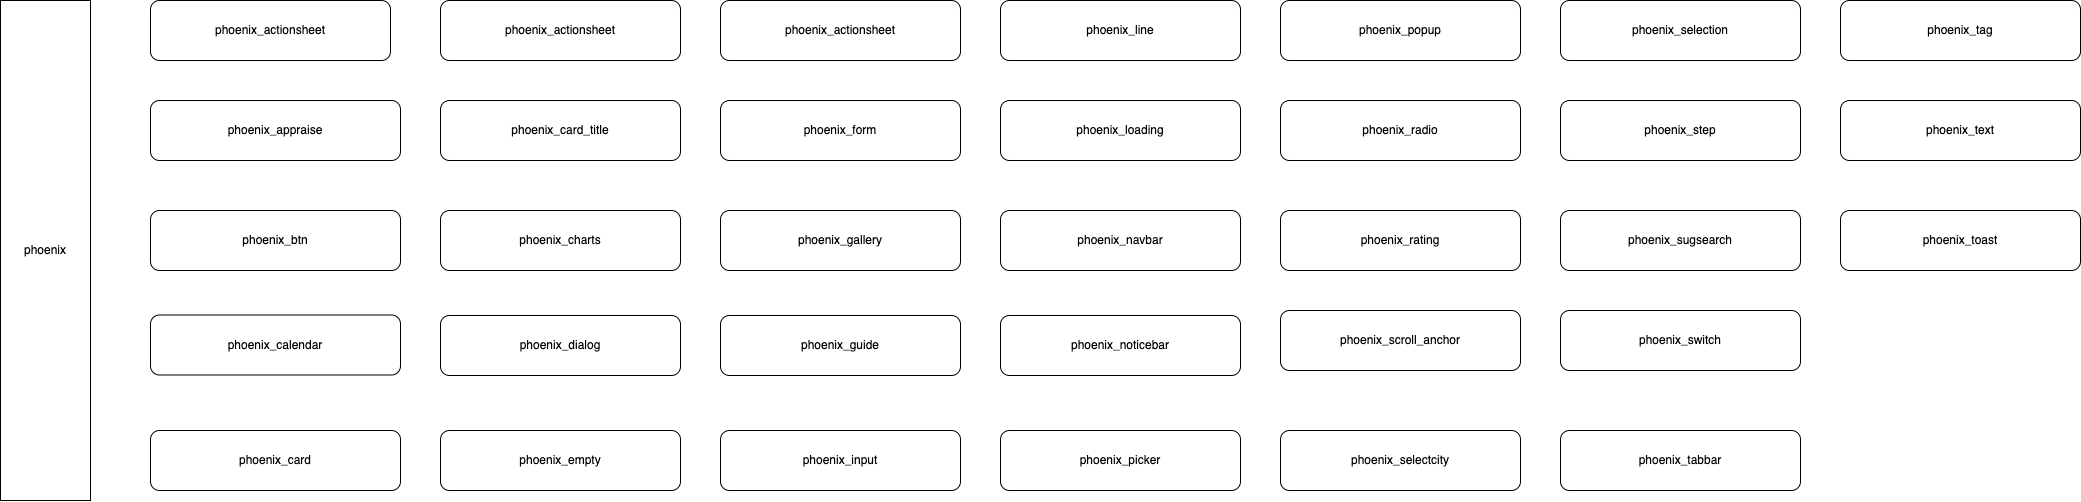 phoenix
phoenix_actionsheet
phoenix_actionsheet
phoenix_actionsheet
phoenix_line
phoenix_popup
phoenix_selection
phoenix_tag
phoenix_appraise
phoenix_card_title
phoenix_form
phoenix_loading
phoenix_radio
phoenix_step
phoenix_text
phoenix_btn
phoenix_charts
phoenix_gallery
phoenix_navbar
phoenix_rating
phoenix_sugsearch
phoenix_toast
phoenix_calendar
phoenix_dialog
phoenix_guide
phoenix_noticebar
phoenix_scroll_anchor
phoenix_switch
phoenix_card
phoenix_empty
phoenix_input
phoenix_picker
phoenix_selectcity
phoenix_tabbar